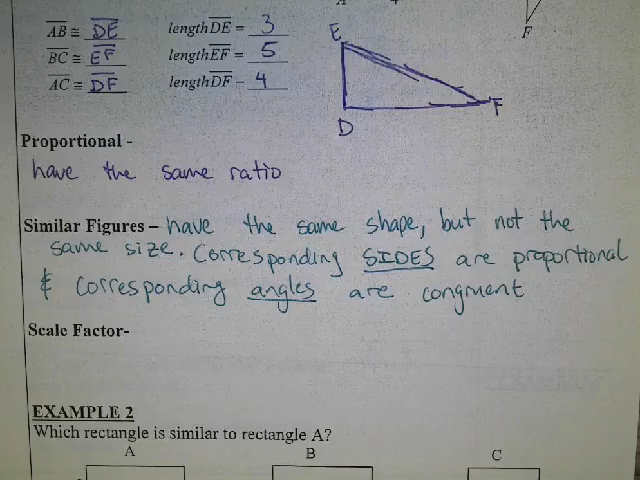 A
F
AB ≅ DE length DE = 3
BC ≅ EF length EF = 5
AC ≅ DF length DF = 4
E
F
D
Proportional -
have the same ratio
Similar Figures – have the same shape, but not the
same size. Corresponding SIDES are proportional
& corresponding angles are congruent
Scale Factor-
EXAMPLE 2
Which rectangle is similar to rectangle A?
A B C